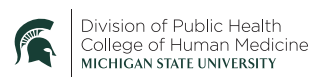 Division of Public Health
College of Human Medicine
MICHIGAN STATE UNIVERSITY